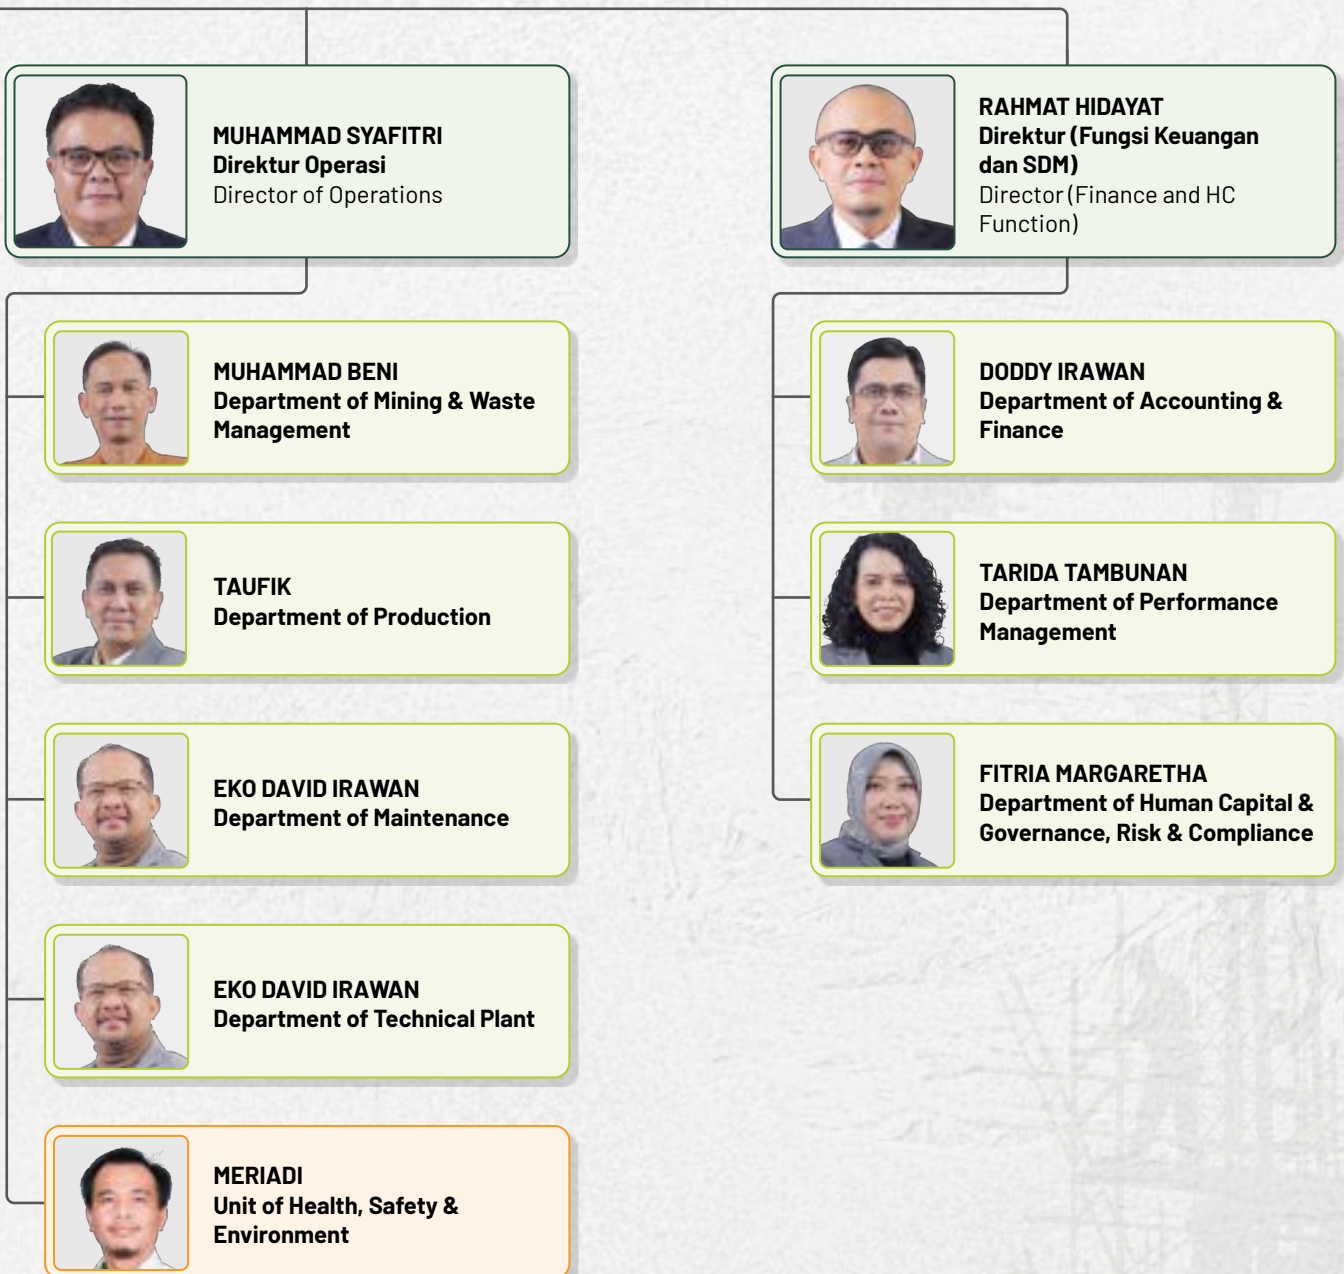 MUHAMMAD SYAFITRI
Direktur Operasi
Director of Operations
RAHMAT HIDAYAT
Direktur (Fungsi Keuangan
dan SDM)
Director (Finance and HC
Function)
MUHAMMAD BENI
Department of Mining & Waste
Management
TAUFIK
Department of Production
EKO DAVID IRAWAN
Department of Maintenance
EKO DAVID IRAWAN
Department of Technical Plant
MERIADI
Unit of Health, Safety &
Environment
DODDY IRAWAN
Department of Accounting &
Finance
TARIDA TAMBUNAN
Department of Performance
Management
FITRIA MARGARETHA
Department of Human Capital &
Governance, Risk & Compliance